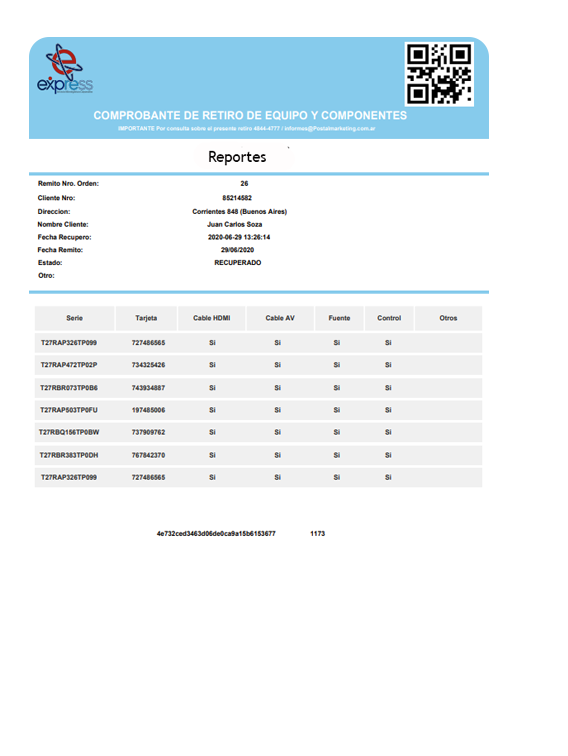 express
COMPROBANTE DE RETIRO DE EQUIPO Y COMPONENTES
IMPORTANTE Por consulta sobre el presente retiro 4844-4777 / informes@Postalmarketing.com.ar
Reportes
Remito Nro. Orden: 26
Cliente Nro: 85214582
Direccion: Corrientes 848 (Buenos Aires)
Nombre Cliente: Juan Carlos Soza
Fecha Recupero: 2020-06-29 13:26:14
Fecha Remito: 29/06/2020
Estado: RECUPERADO
Otro:
Serie Tarjeta Cable HDMI Cable AV Fuente Control Otros
T27RAP326TP099 727486565 Si Si Si Si
T27RAP472TP02P 734325426 Si Si Si Si
T27RBR073TP0B6 743934887 Si Si Si Si
T27RAP503TP0FU 197485006 Si Si Si Si
T27RBQ156TP0BW 737909762 Si Si Si Si
T27RBR383TP0DH 767842370 Si Si Si Si
T27RAP326TP099 727486565 Si Si Si Si
4e732ced3463d06de0ca9a15b6153677 1173